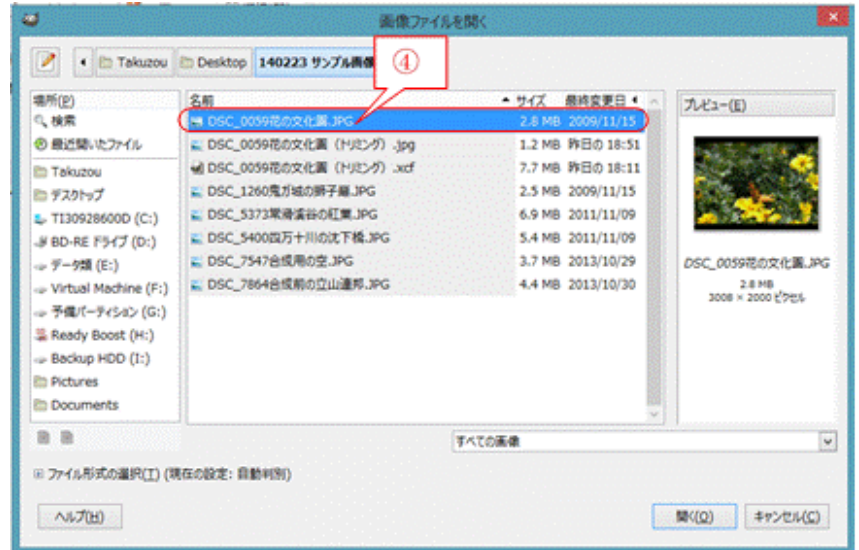 画像ファイルを開く
Takuzou
Desktop
140223 サンプル画像
④
場所(P)
検索
最近開いたファイル
Takuzou
デスクトップ
TI30928600D (C:)
BD-RE ドライブ (D:)
データ類 (E:)
Virtual Machine (F:)
予備パーティション (G:)
Ready Boost (H:)
Backup HDD (I:)
Pictures
Documents
名前 サイズ 最終変更日
DSC_0059花の文化園.JPG 2.8 MB 2009/11/15
DSC_0059花の文化園（トリミング）.jpg 1.2 MB 昨日の 18:51
DSC_0059花の文化園（トリミング）.xcf 7.7 MB 昨日の 18:11
DSC_1260鬼ガ城の獅子巌.JPG 2.5 MB 2009/11/15
DSC_5373常滑渓谷の紅葉.JPG 6.9 MB 2011/11/09
DSC_5400四万十川の沈下橋.JPG 5.4 MB 2011/11/09
DSC_7547合成用の空.JPG 3.7 MB 2013/10/29
DSC_7864合成前の立山連邦.JPG 4.4 MB 2013/10/30
プレビュー(E)
DSC_0059花の文化園.JPG
2.8 MB
3008 × 2000 ピクセル
すべての画像
ファイル形式の選択(T) (現在の設定: 自動判別)
ヘルプ(H)
開く(O)
キャンセル(C)